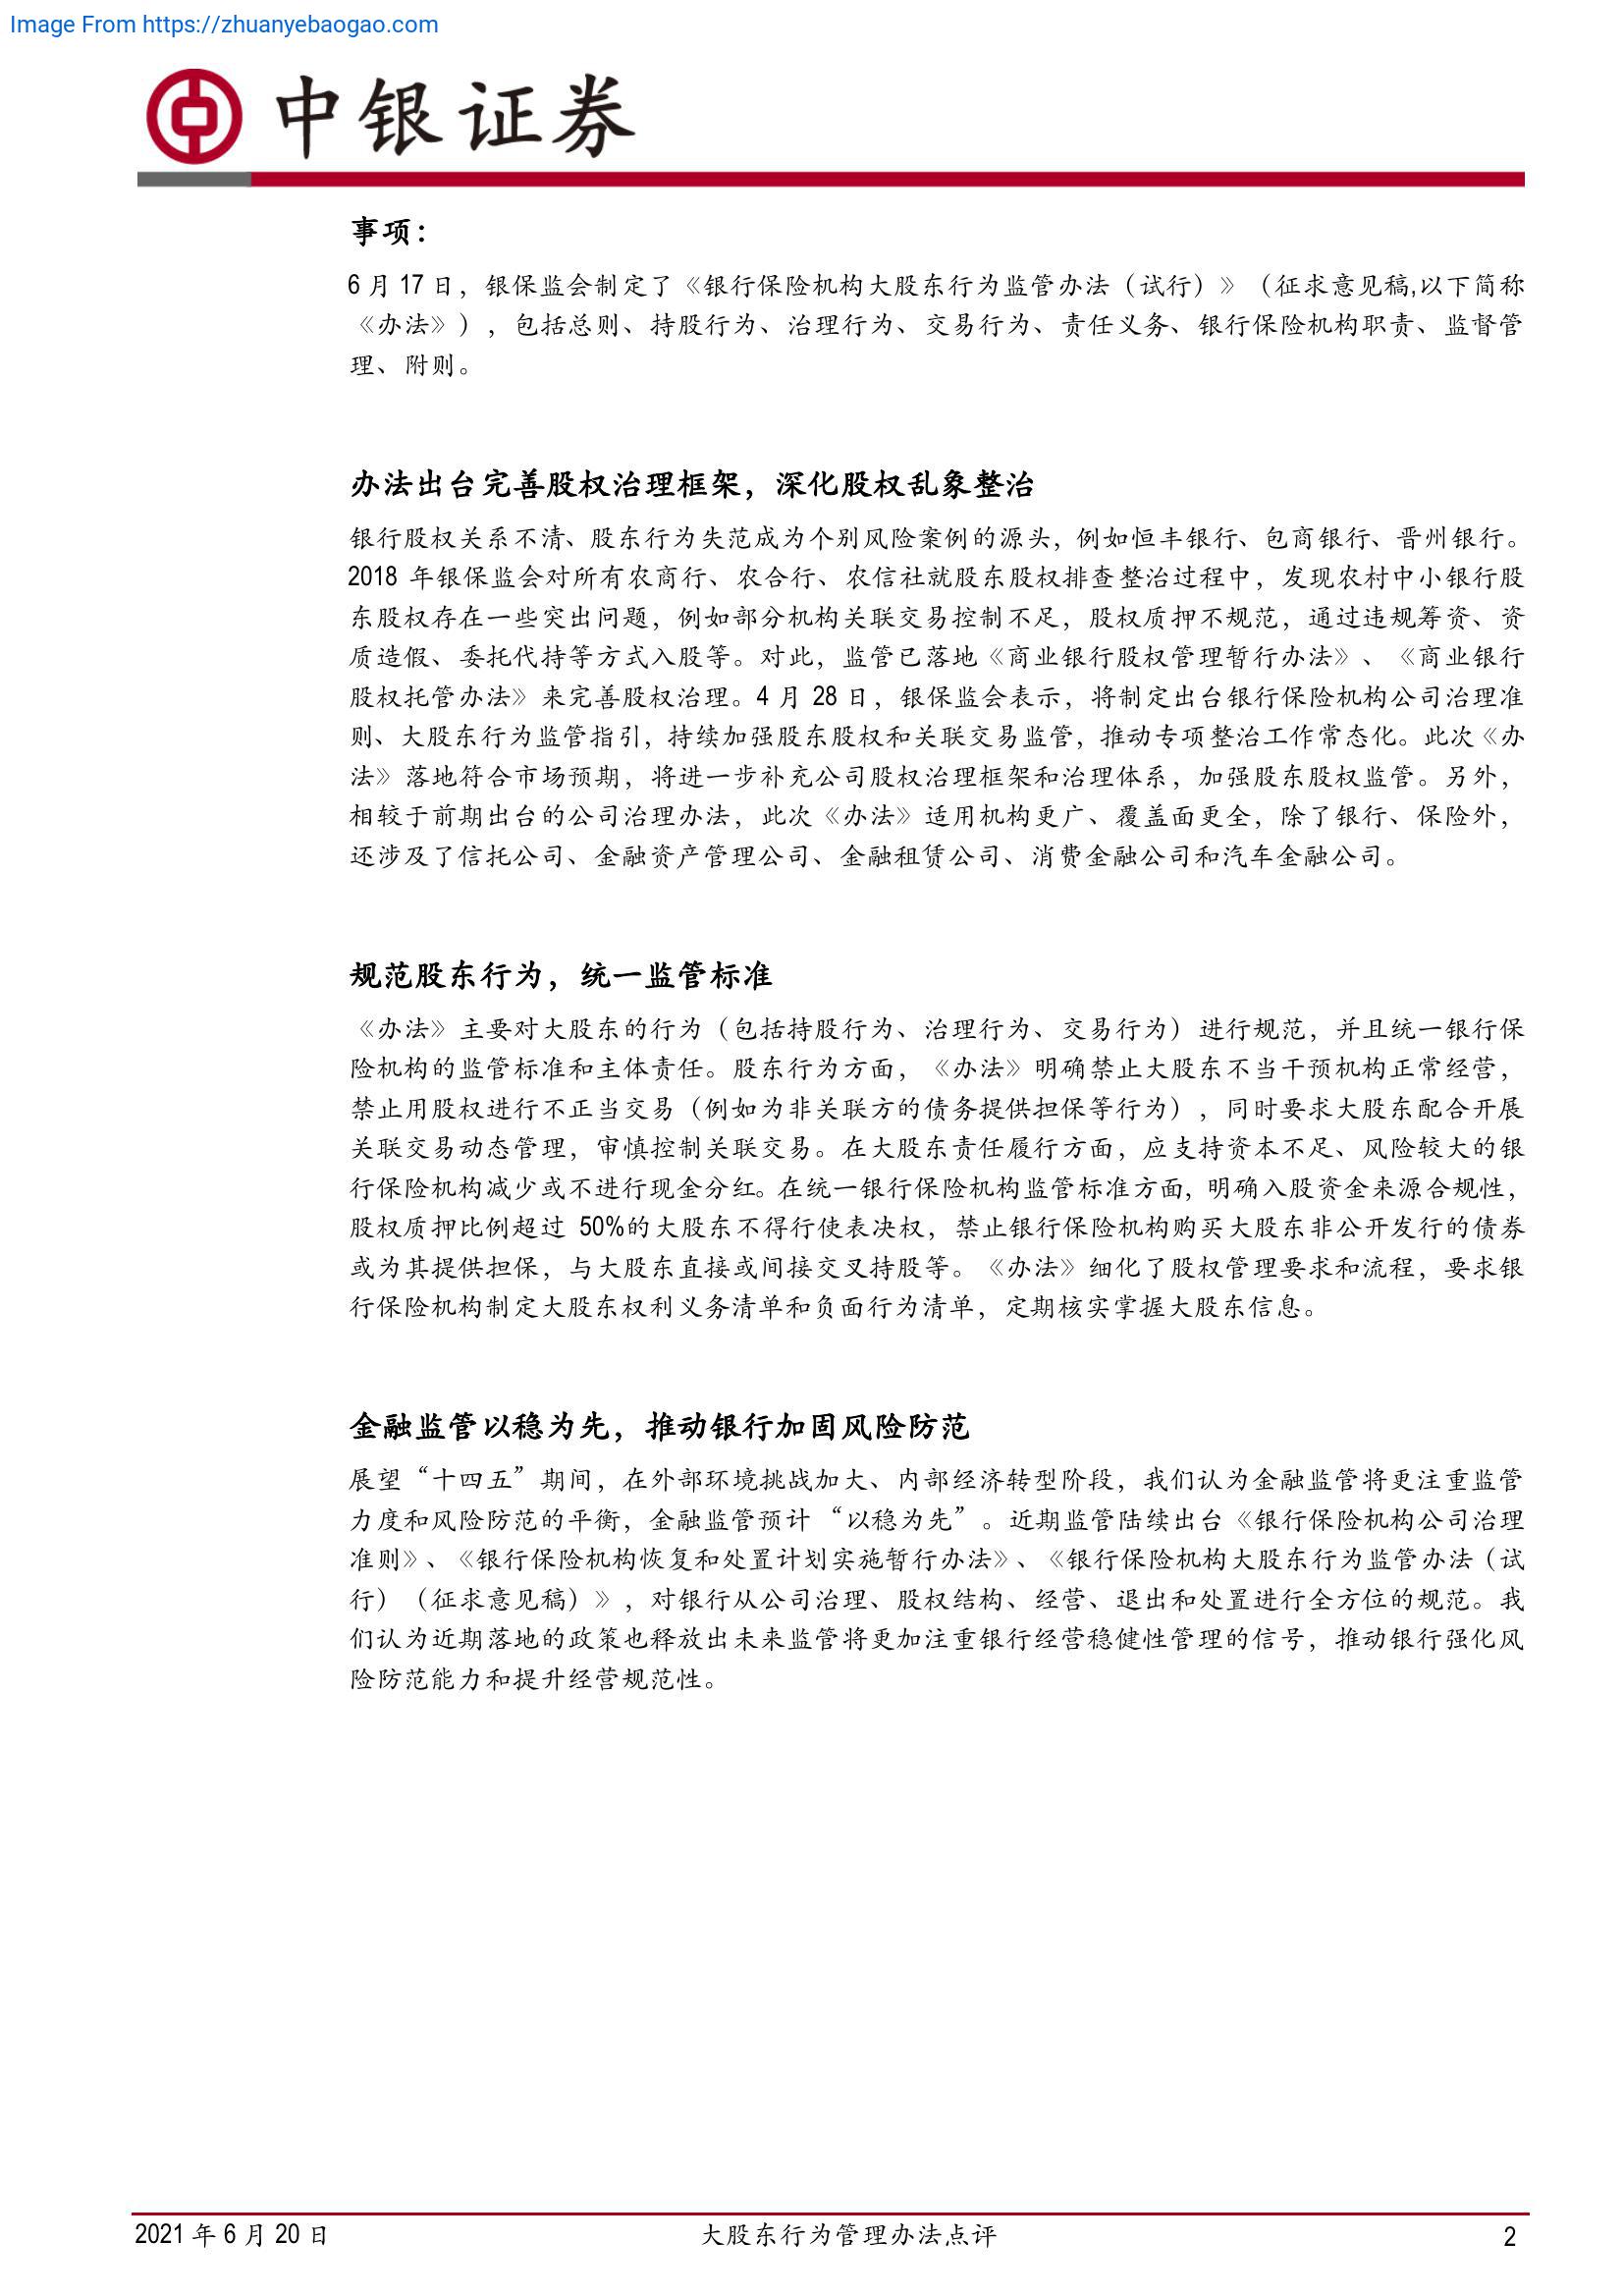 Image From https://zhuanyebaogao.com
中银证券
事项：
6 月 17 日，银保监会制定了《银行保险机构大股东行为监管办法（试行）》（征求意见稿,以下简称
《办法》），包括总则、持股行为、治理行为、交易行为、责任义务、银行保险机构职责、监督管
理、附则。
办法出台完善股权治理框架，深化股权乱象整治
银行股权关系不清、股东行为失范成为个别风险案例的源头，例如恒丰银行、包商银行、晋州银行。
2018 年银保监会对所有农商行、农合行、农信社就股东股权排查整治过程中，发现农村中小银行股
东股权存在一些突出问题，例如部分机构关联交易控制不足，股权质押不规范，通过违规筹资、资
质造假、委托代持等方式入股等。对此，监管已落地《商业银行股权管理暂行办法》、《商业银行
股权托管办法》来完善股权治理。4 月 28 日，银保监会表示，将制定出台银行保险机构公司治理准
则、大股东行为监管指引，持续加强股东股权和关联交易监管，推动专项整治工作常态化。此次《办
法》落地符合市场预期，将进一步补充公司股权治理框架和治理体系，加强股东股权监管。另外，
相较于前期出台的公司治理办法，此次《办法》适用机构更广、覆盖面更全，除了银行、保险外，
还涉及了信托公司、金融资产管理公司、金融租赁公司、消费金融公司和汽车金融公司。
规范股东行为，统一监管标准
《办法》主要对大股东的行为（包括持股行为、治理行为、交易行为）进行规范，并且统一银行保
险机构的监管标准和主体责任。股东行为方面，《办法》明确禁止大股东不当干预机构正常经营，
禁止用股权进行不正当交易（例如为非关联方的债务提供担保等行为），同时要求大股东配合开展
关联交易动态管理，审慎控制关联交易。在大股东责任履行方面，应支持资本不足、风险较大的银
行保险机构减少或不进行现金分红。在统一银行保险机构监管标准方面，明确入股资金来源合规性，
股权质押比例超过 50%的大股东不得行使表决权，禁止银行保险机构购买大股东非公开发行的债券
或为其提供担保，与大股东直接或间接交叉持股等。《办法》细化了股权管理要求和流程，要求银
行保险机构制定大股东权利义务清单和负面行为清单，定期核实掌握大股东信息。
金融监管以稳为先，推动银行加固风险防范
展望“十四五”期间，在外部环境挑战加大、内部经济转型阶段，我们认为金融监管将更注重监管
力度和风险防范的平衡，金融监管预计 “以稳为先”。近期监管陆续出台《银行保险机构公司治理
准则》、《银行保险机构恢复和处置计划实施暂行办法》、《银行保险机构大股东行为监管办法（试
行）（征求意见稿）》，对银行从公司治理、股权结构、经营、退出和处置进行全方位的规范。我
们认为近期落地的政策也释放出未来监管将更加注重银行经营稳健性管理的信号，推动银行强化风
险防范能力和提升经营规范性。
2021 年 6 月 20 日
大股东行为管理办法点评
2